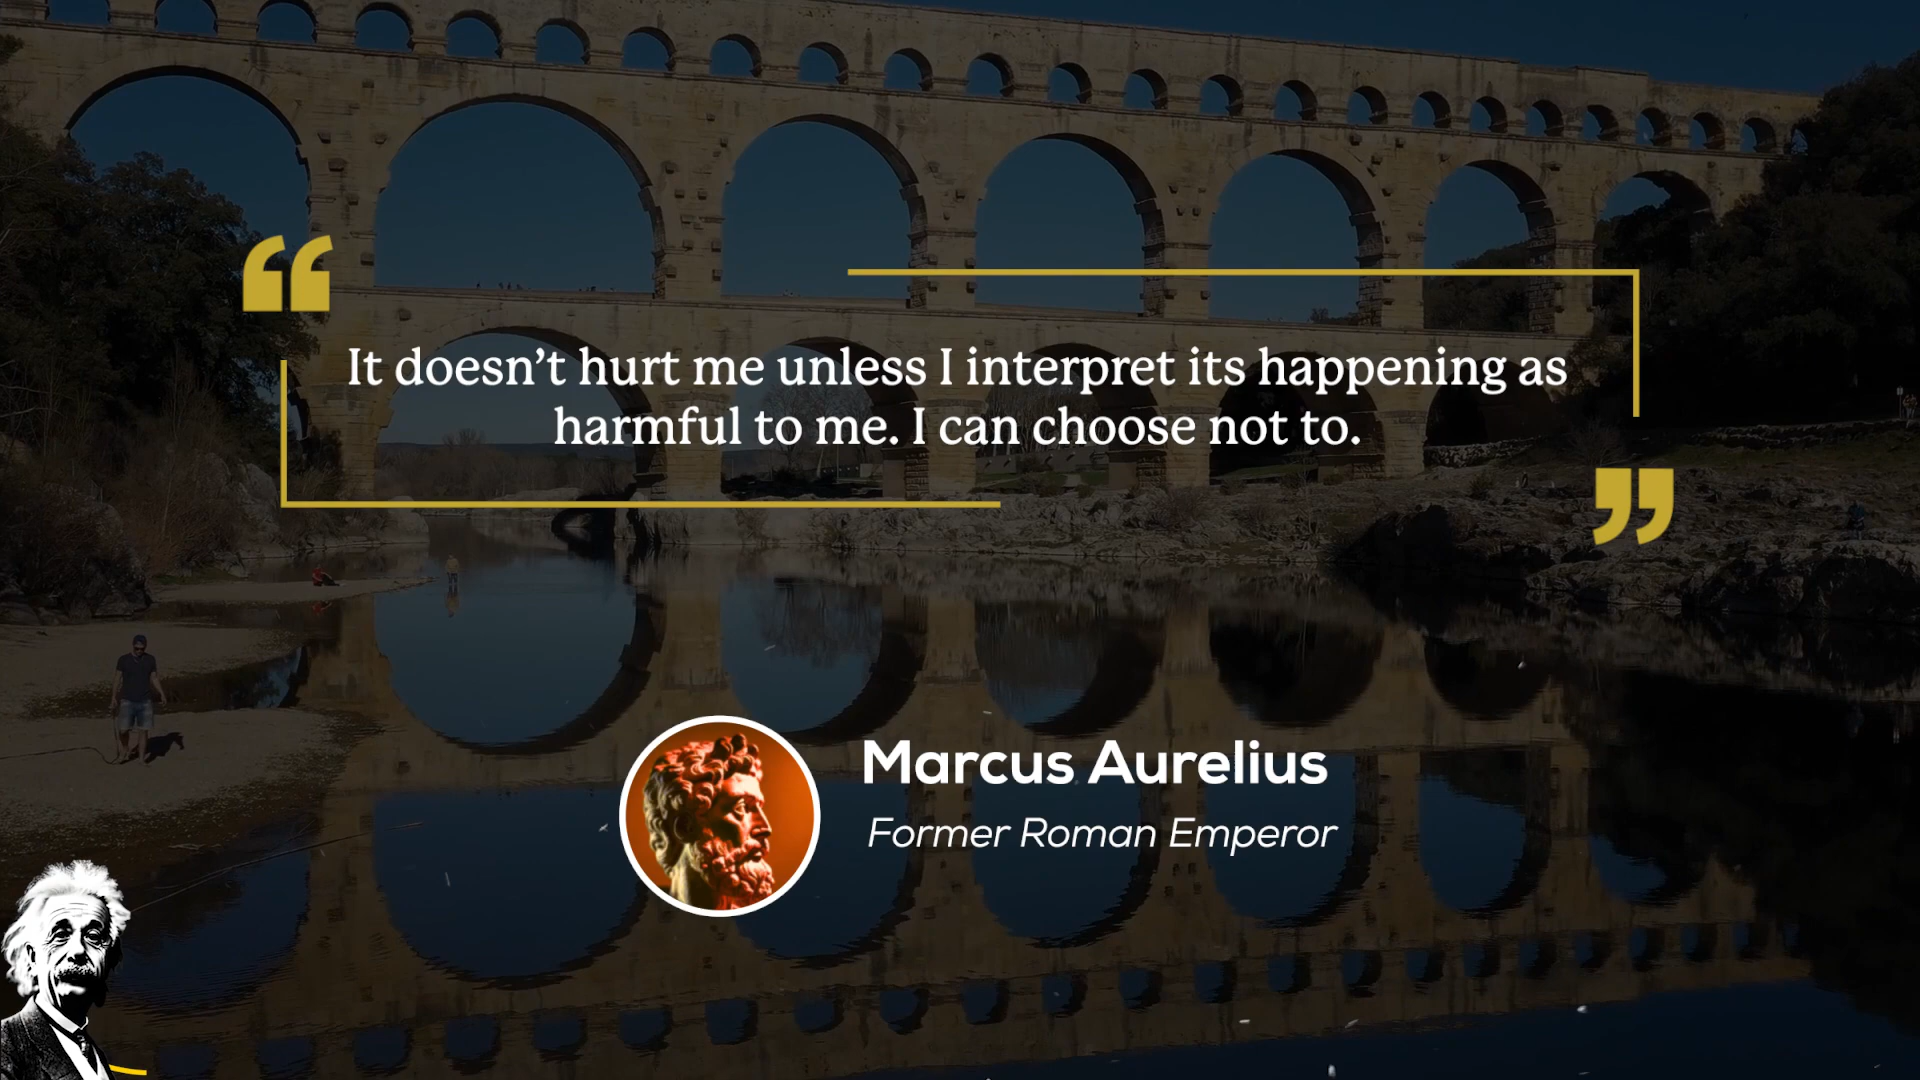 It doesn’t hurt me unless I interpret its happening as
harmful to me. I can choose not to.
Marcus Aurelius
Former Roman Emperor